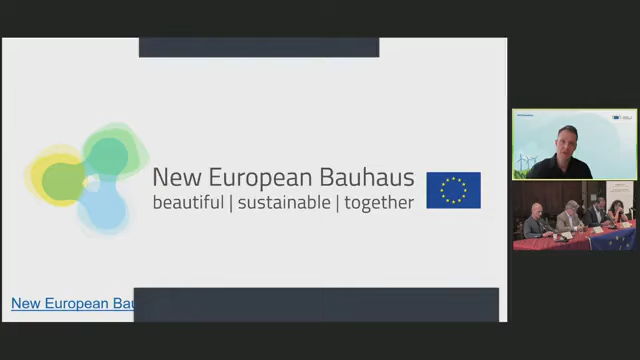 New European Bauhaus
beautiful | sustainable | together
New European Bau